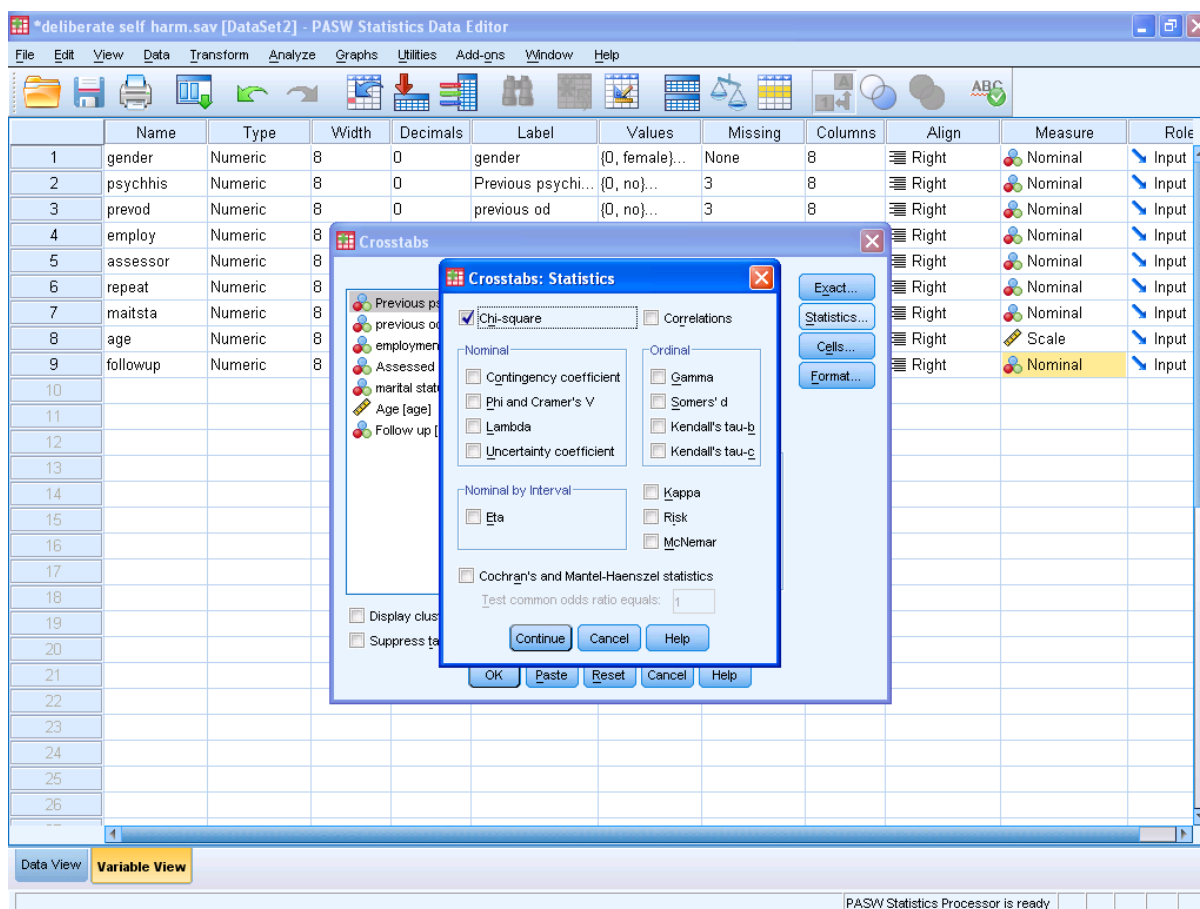 *deliberate self harm.sav [DataSet2] - PASW Statistics Data Editor
File Edit View Data Transform Analyze Graphs Utilities Add-ons Window Help
Name Type Width Decimals Label Values Missing Columns Align Measure Role
1 gender Numeric 8 0 gender {0, female}... None 8 Right Nominal Input
2 psychhis Numeric 8 0 Previous psychi... {0, no}... 3 8 Right Nominal Input
3 prevod Numeric 8 0 previous od {0, no}... 3 8 Right Nominal Input
4 employ Numeric 8 Right Nominal Input
5 assessor Numeric 8 Right Nominal Input
6 repeat Numeric 8 Right Nominal Input
7 maitsta Numeric 8 Right Nominal Input
8 age Numeric 8 Right Scale Input
9 followup Numeric 8 Right Nominal Input
10
11
12
13
14
15
16
17
18
19
20
21
22
23
24
25
26
Crosstabs
Previous ps
previous od
employmen
Assessed
marital stat
Age [age]
Follow up [
Exact...
Statistics...
Cells...
Format...
Display clus
Suppress ta
OK Paste Reset Cancel Help
Crosstabs: Statistics
Chi-square Correlations
Nominal Ordinal
Contingency coefficient Gamma
Phi and Cramer's V Somers' d
Lambda Kendall's tau-b
Uncertainty coefficient Kendall's tau-c
Nominal by Interval Kappa
Eta Risk
McNemar
Cochran's and Mantel-Haenszel statistics
Test common odds ratio equals: 1
Continue Cancel Help
Data View Variable View
PASW Statistics Processor is ready